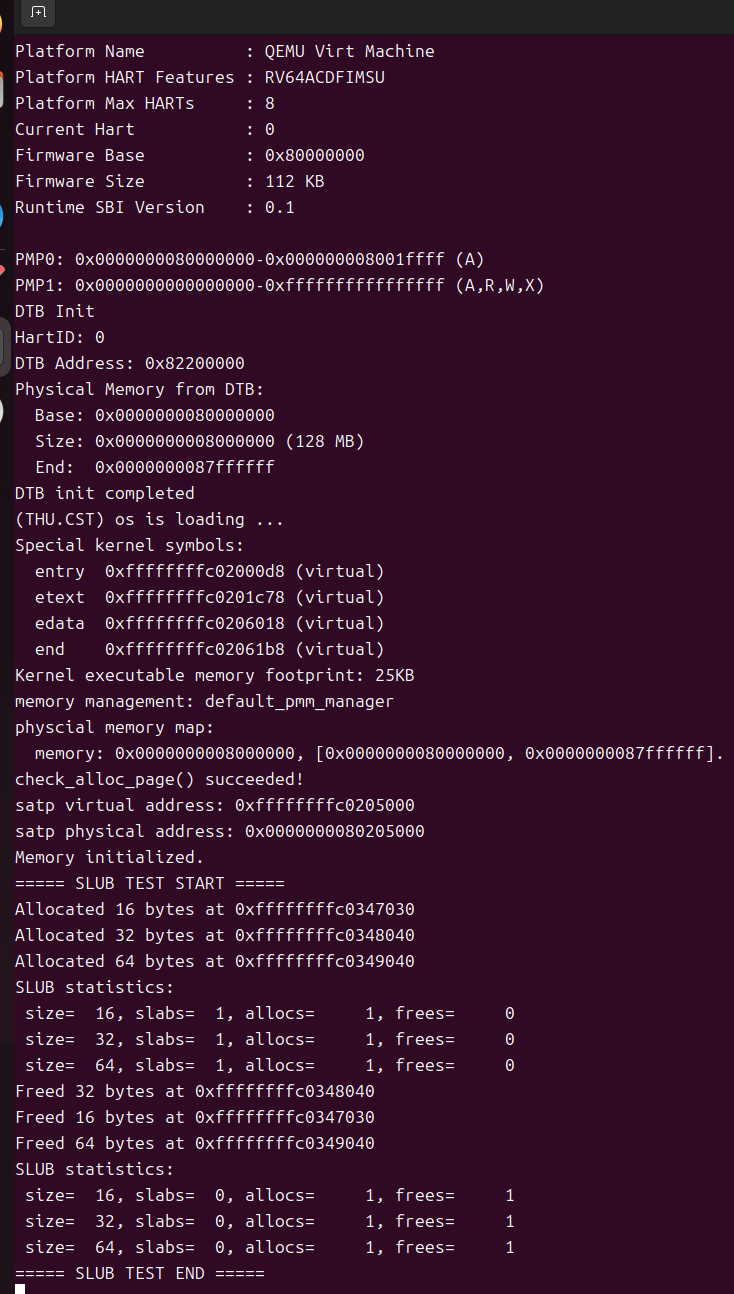 Platform Name          : QEMU Virt Machine
Platform HART Features : RV64ACDFIMSU
Platform Max HARTs     : 8
Current Hart           : 0
Firmware Base          : 0x80000000
Firmware Size          : 112 KB
Runtime SBI Version    : 0.1

PMP0: 0x0000000080000000-0x000000008001ffff (A)
PMP1: 0x0000000000000000-0xffffffffffffffff (A,R,W,X)
DTB Init
HartID: 0
DTB Address: 0x82200000
Physical Memory from DTB:
  Base: 0x0000000080000000
  Size: 0x0000000008000000 (128 MB)
  End:  0x0000000087ffffff
DTB init completed
(THU.CST) os is loading ...
Special kernel symbols:
  entry  0xffffffffc02000d8 (virtual)
  etext  0xffffffffc0201c78 (virtual)
  edata  0xffffffffc0206018 (virtual)
  end    0xffffffffc02061b8 (virtual)
Kernel executable memory footprint: 25KB
memory management: default_pmm_manager
physcial memory map:
  memory: 0x0000000008000000, [0x0000000080000000, 0x0000000087ffffff].
check_alloc_page() succeeded!
satp virtual address: 0xffffffffc0205000
satp physical address: 0x0000000080205000
Memory initialized.
===== SLUB TEST START =====
Allocated 16 bytes at 0xffffffffc0347030
Allocated 32 bytes at 0xffffffffc0348040
Allocated 64 bytes at 0xffffffffc0349040
SLUB statistics:
 size=  16, slabs=  1, allocs=     1, frees=     0
 size=  32, slabs=  1, allocs=     1, frees=     0
 size=  64, slabs=  1, allocs=     1, frees=     0
Freed 32 bytes at 0xffffffffc0348040
Freed 16 bytes at 0xffffffffc0347030
Freed 64 bytes at 0xffffffffc0349040
SLUB statistics:
 size=  16, slabs=  0, allocs=     1, frees=     1
 size=  32, slabs=  0, allocs=     1, frees=     1
 size=  64, slabs=  0, allocs=     1, frees=     1
===== SLUB TEST END =====